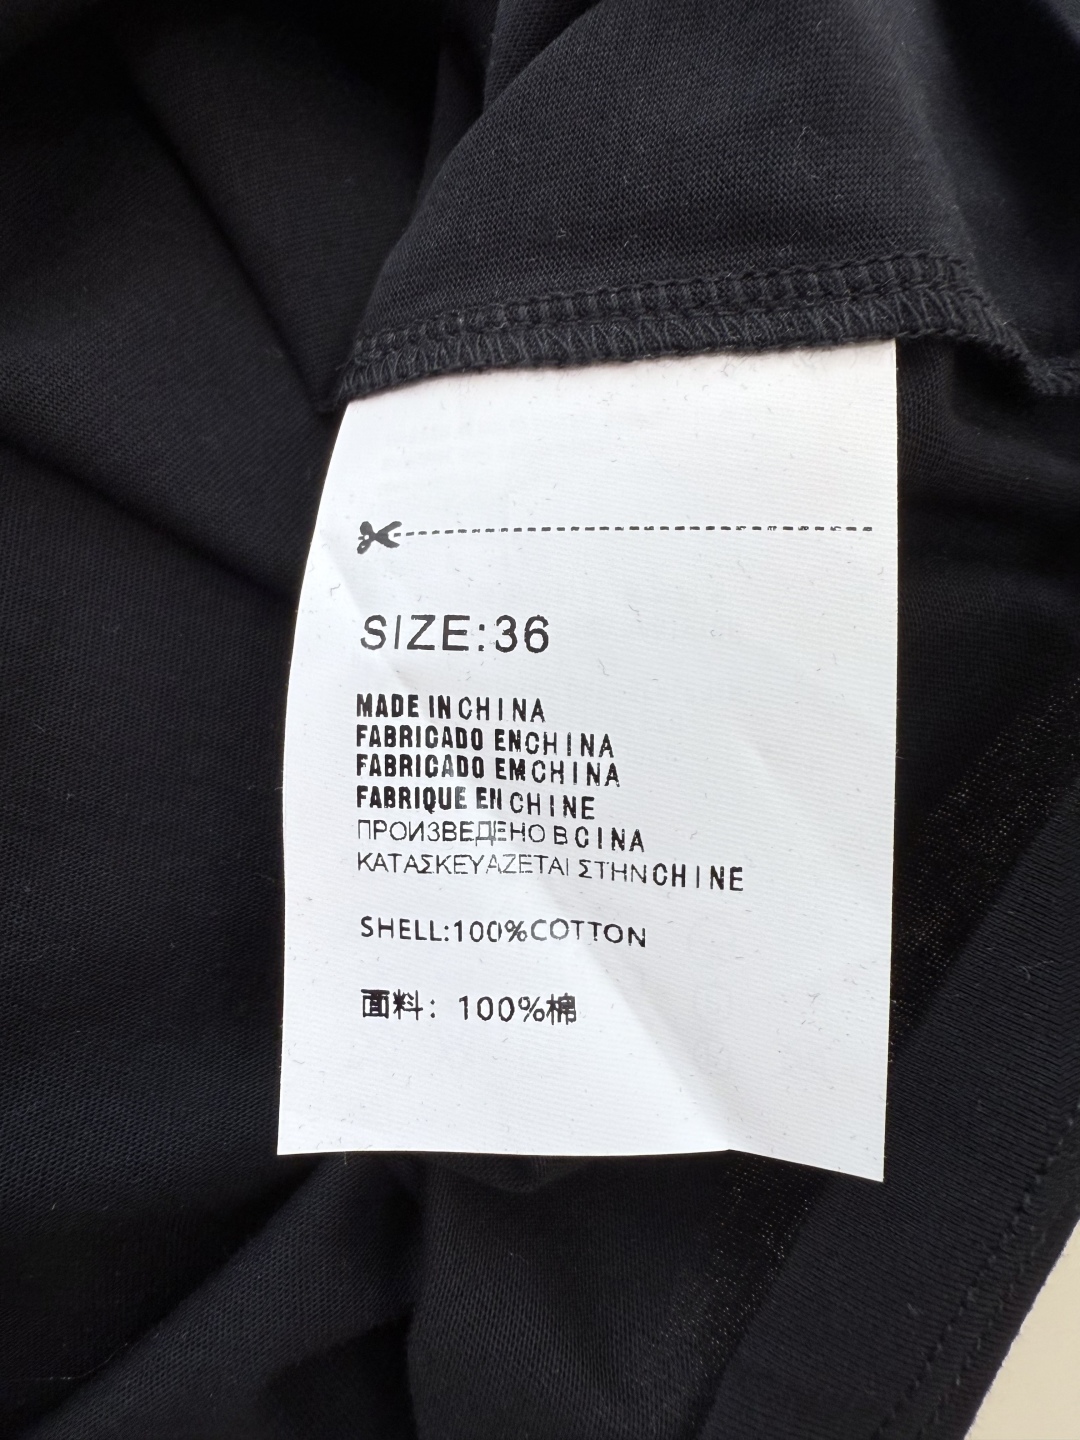 SIZE:36
MADE IN CHINA
FABRICADO EN CHINA
FABRICADO EM CHINA
FABRIQUE EN CHINE
ПРОИЗВЕДЕНО В CINA
ΚΑΤΑΣΚΕΥΑΖΕΤΑΙ ΣΤΗΝ CHINE
SHELL:100%COTTON
面料: 100%棉